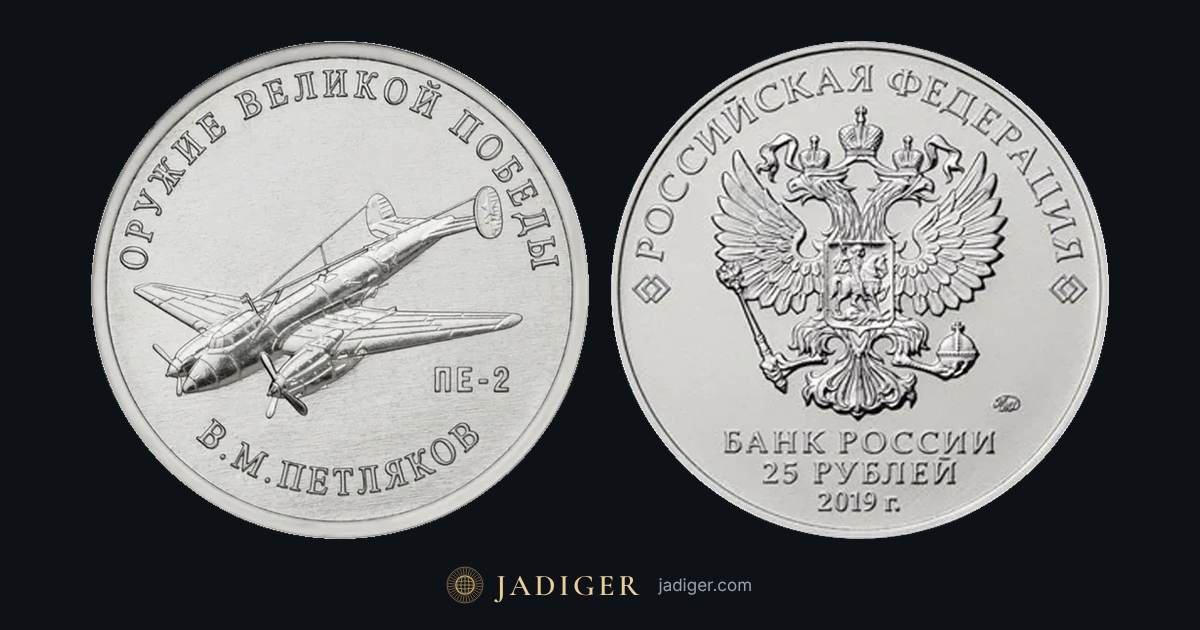 ОРУЖИЕ ВЕЛИКОЙ ПОБЕДЫ
ПЕ-2
В.М.ПЕТЛЯКОВ
РОССИЙСКАЯ ФЕДЕРАЦИЯ
БАНК РОССИИ
25 РУБЛЕЙ
2019 г.
JADIGER jadiger.com